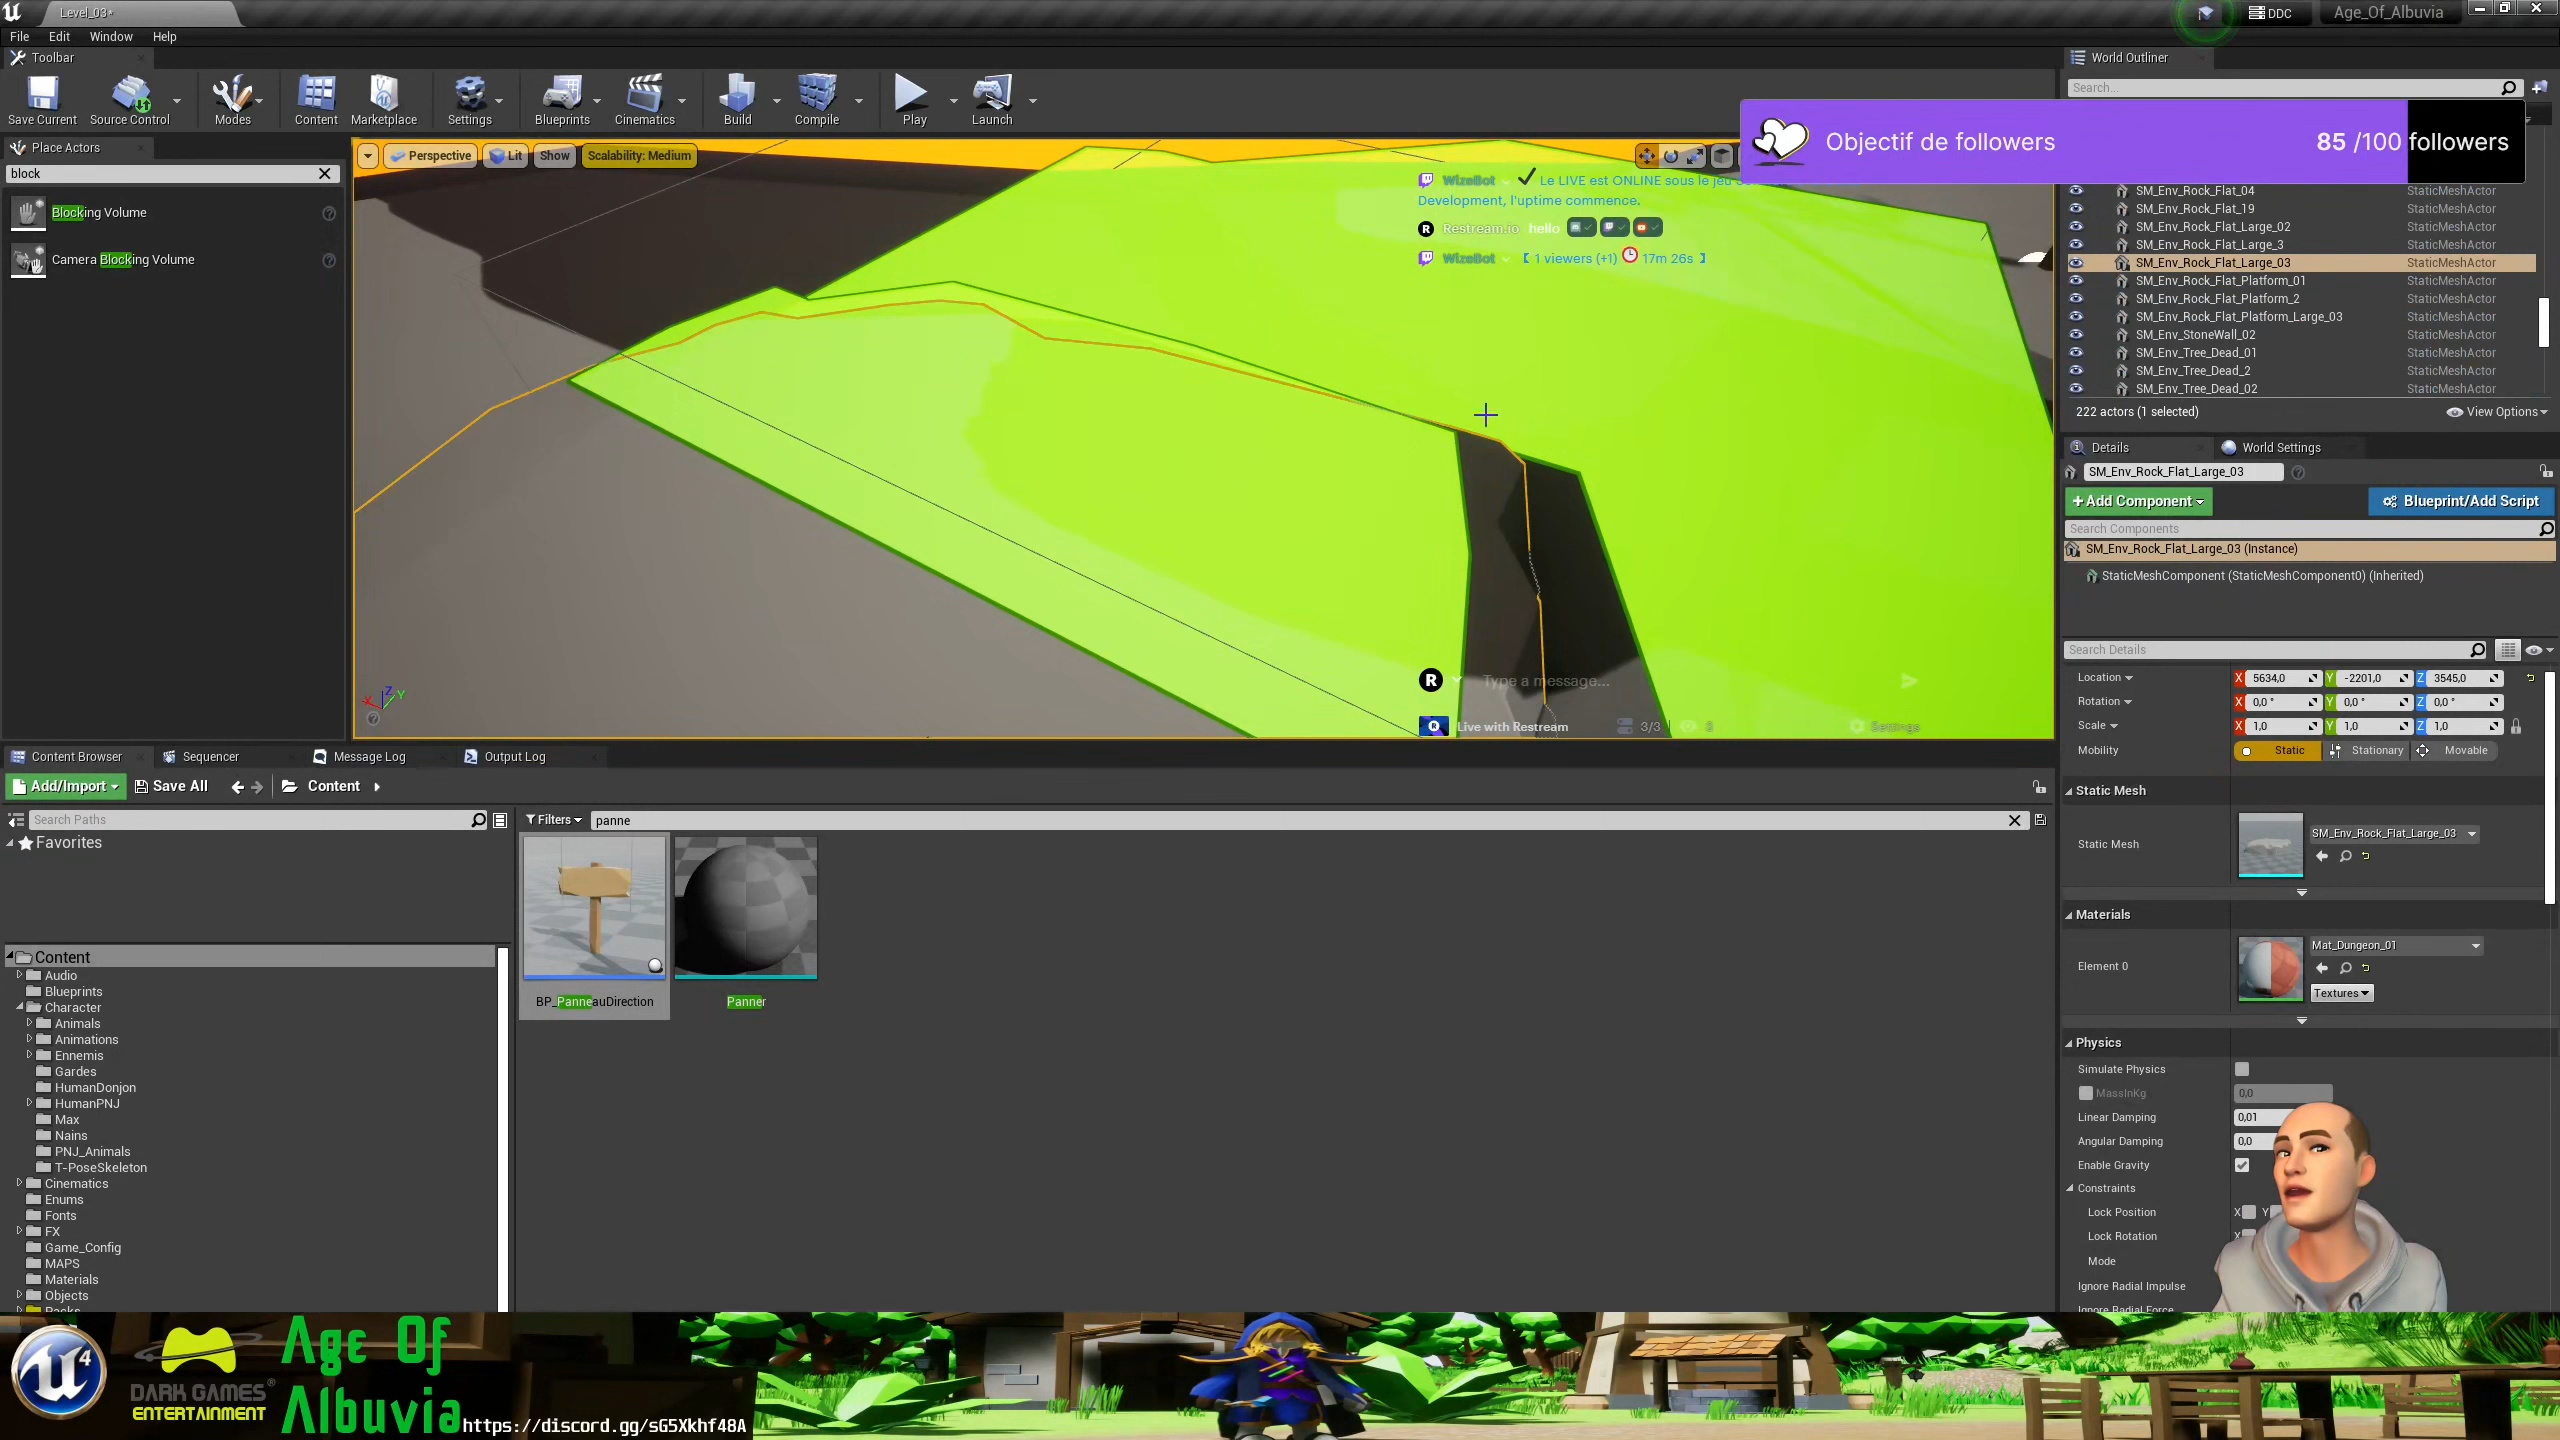 Level_03*
DDC
Age_Of_Albuvia
File Edit Window Help
Toolbar
World Outliner
Search...
Save Current
Source Control
Modes
Content
Marketplace
Settings
Blueprints
Cinematics
Build
Compile
Play
Launch
Objectif de followers 85 /100 followers
Place Actors
block
Blocking Volume
Camera Blocking Volume
Perspective
Lit
Show
Scalability: Medium
WizeBot Le LIVE est ONLINE sous le jeu
Development, l'uptime commence.
Restream.io hello
WizeBot 【 1 viewers (+1) 17m 26s 】
R Type a message...
Live with Restream 3/3 2 Settings
X Z Y
SM_Env_Rock_Flat_04 StaticMeshActor
SM_Env_Rock_Flat_19 StaticMeshActor
SM_Env_Rock_Flat_Large_02 StaticMeshActor
SM_Env_Rock_Flat_Large_3 StaticMeshActor
SM_Env_Rock_Flat_Large_03 StaticMeshActor
SM_Env_Rock_Flat_Platform_01 StaticMeshActor
SM_Env_Rock_Flat_Platform_2 StaticMeshActor
SM_Env_Rock_Flat_Platform_Large_03 StaticMeshActor
SM_Env_StoneWall_02 StaticMeshActor
SM_Env_Tree_Dead_01 StaticMeshActor
SM_Env_Tree_Dead_2 StaticMeshActor
SM_Env_Tree_Dead_02 StaticMeshActor
222 actors (1 selected) View Options
Details World Settings
SM_Env_Rock_Flat_Large_03
+Add Component Blueprint/Add Script
Search Components
SM_Env_Rock_Flat_Large_03 (Instance)
StaticMeshComponent (StaticMeshComponent0) (Inherited)
Search Details
Location X 5634,0 Y -2201,0 Z 3545,0
Rotation X 0,0 ° Y 0,0 ° Z 0,0 °
Scale X 1,0 Y 1,0 Z 1,0
Mobility Static Stationary Movable
Static Mesh
Static Mesh SM_Env_Rock_Flat_Large_03
Materials
Element 0 Mat_Dungeon_01
Textures
Physics
Simulate Physics
MassInKg 0,0
Linear Damping 0,01
Angular Damping 0,0
Enable Gravity
Constraints
Lock Position X Y
Lock Rotation X
Mode
Ignore Radial Impulse
Ignore Radial Force
Content Browser Sequencer Message Log Output Log
Add/Import Save All Content
Search Paths
Filters panne
Favorites
Content
Audio
Blueprints
Character
Animals
Animations
Ennemis
Gardes
HumanDonjon
HumanPNJ
Max
Nains
PNJ_Animals
T-PoseSkeleton
Cinematics
Enums
Fonts
FX
Game_Config
MAPS
Materials
Objects
BP_PanneauDirection
Panner
4
DARK GAMES®
ENTERTAINMENT
Age Of
Albuvia
https://discord.gg/sG5Xkhf48A